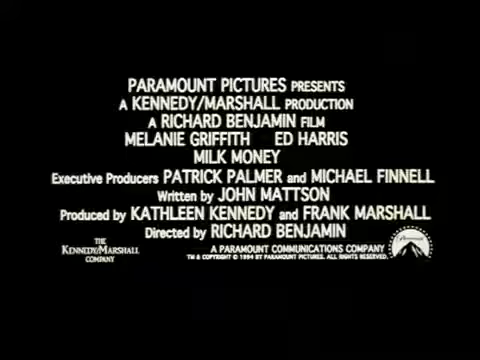 PARAMOUNT PICTURES PRESENTS
A KENNEDY/MARSHALL PRODUCTION
A RICHARD BENJAMIN FILM
MELANIE GRIFFITH ED HARRIS
MILK MONEY
Executive Producers PATRICK PALMER and MICHAEL FINNELL
Written by JOHN MATTSON
Produced by KATHLEEN KENNEDY and FRANK MARSHALL
Directed by RICHARD BENJAMIN
THE
KENNEDY/MARSHALL
COMPANY
A PARAMOUNT COMMUNICATIONS COMPANY
TM & COPYRIGHT © 1994 BY PARAMOUNT PICTURES. ALL RIGHTS RESERVED.
Paramount